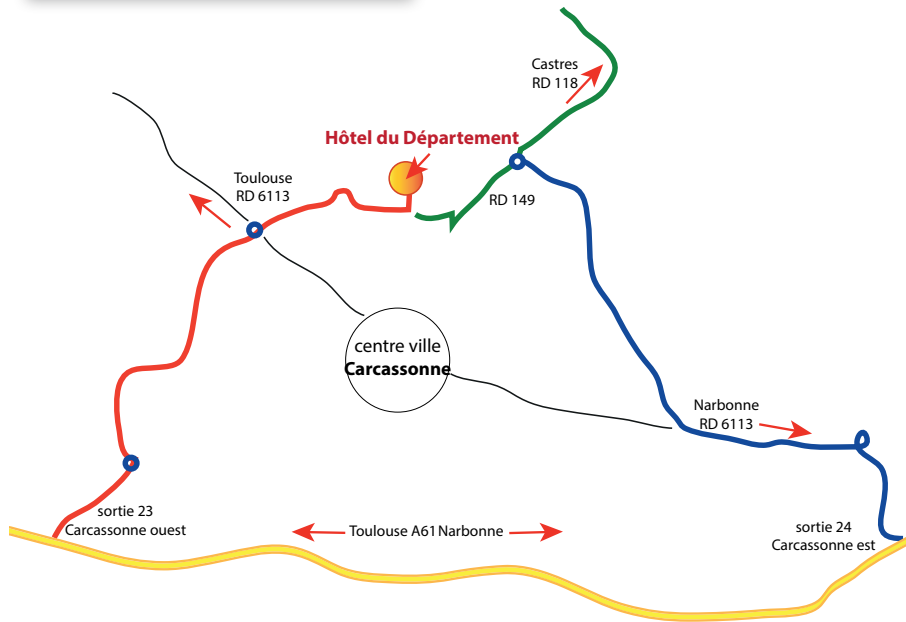 Castres
RD 118
Hôtel du Département
Toulouse
RD 6113
RD 149
centre ville
Carcassonne
Narbonne
RD 6113
sortie 23
Carcassonne ouest
Toulouse A61 Narbonne
sortie 24
Carcassonne est